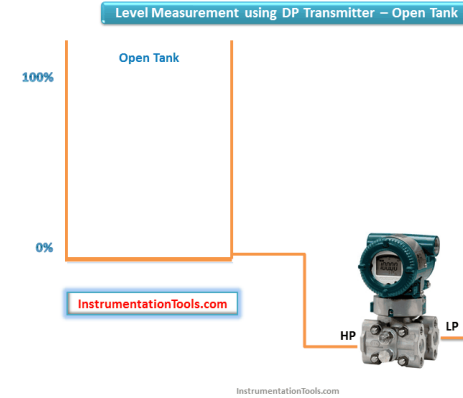 Level Measurement using DP Transmitter – Open Tank
Open Tank
100%
0%
InstrumentationTools.com
HP
LP
InstrumentationTools.com